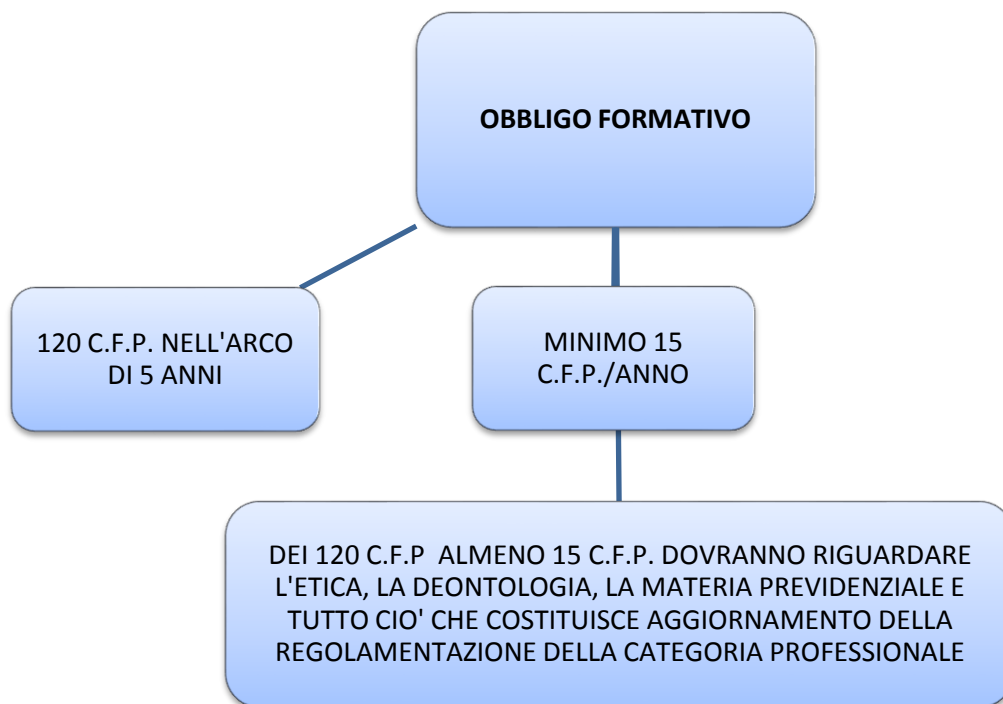 OBBLIGO FORMATIVO
120 C.F.P. NELL'ARCO
DI 5 ANNI
MINIMO 15
C.F.P./ANNO
DEI 120 C.F.P ALMENO 15 C.F.P. DOVRANNO RIGUARDARE
L'ETICA, LA DEONTOLOGIA, LA MATERIA PREVIDENZIALE E
TUTTO CIO' CHE COSTITUISCE AGGIORNAMENTO DELLA
REGOLAMENTAZIONE DELLA CATEGORIA PROFESSIONALE